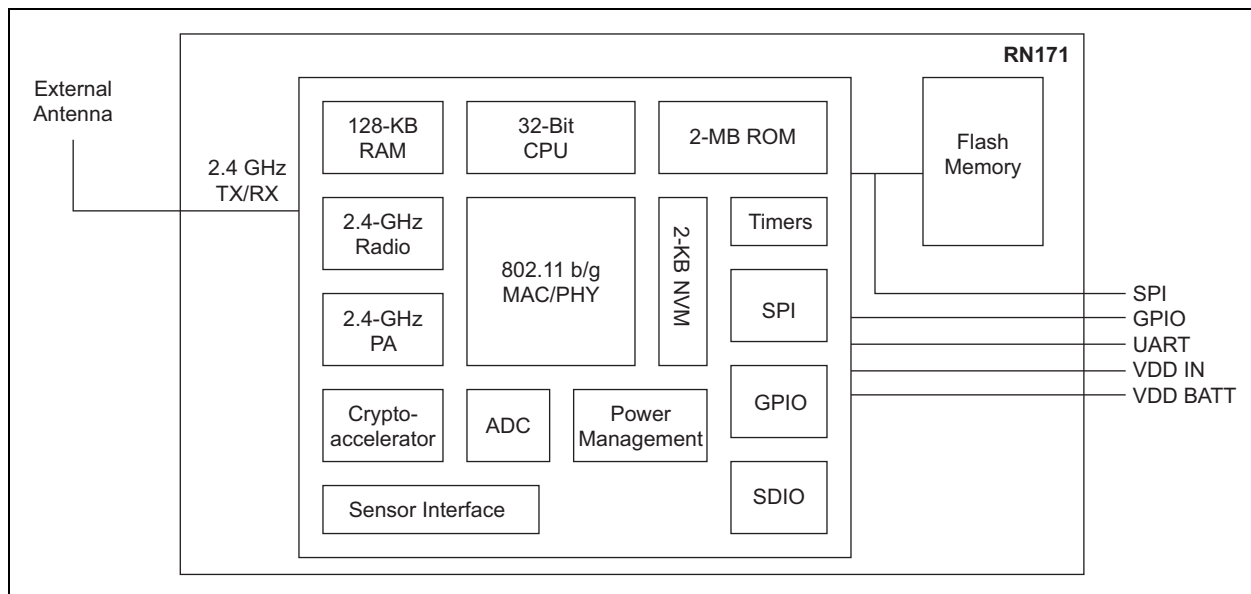 RN171
External
Antenna
2.4 GHz
TX/RX
128-KB
RAM
32-Bit
CPU
2-MB ROM
Flash
Memory
2.4-GHz
Radio
802.11 b/g
MAC/PHY
2-KB NVM
Timers
2.4-GHz
PA
SPI
Crypto-
accelerator
ADC
Power
Management
GPIO
Sensor Interface
SDIO
SPI
GPIO
UART
VDD IN
VDD BATT